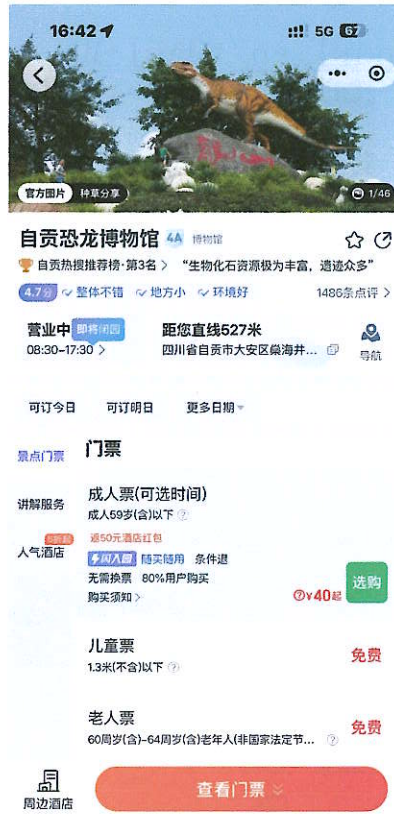 16:42
5G 67
官方图片 种草分享
1/46
自贡恐龙博物馆 4A 博物馆
自贡热搜推荐榜·第3名 > “生物化石资源极为丰富，遗迹众多”
4.7分 整体不错 地方小 环境好 1486条点评 >
营业中 即将闭园 距您直线527米
08:30-17:30 > 四川省自贡市大安区燊海井... 导航
可订今日 可订明日 更多日期
景点门票 门票
讲解服务
成人票(可选时间)
成人59岁(含)以下 ?
人气酒店
返50元酒店红包
闪入园 随买随用 条件退
无需换票 80%用户购买
购买须知 > ¥40起 选购
儿童票
1.3米(不含)以下 ? 免费
老人票
60周岁(含)-64周岁(含)老年人(非国家法定节... ? 免费
周边酒店 查看门票